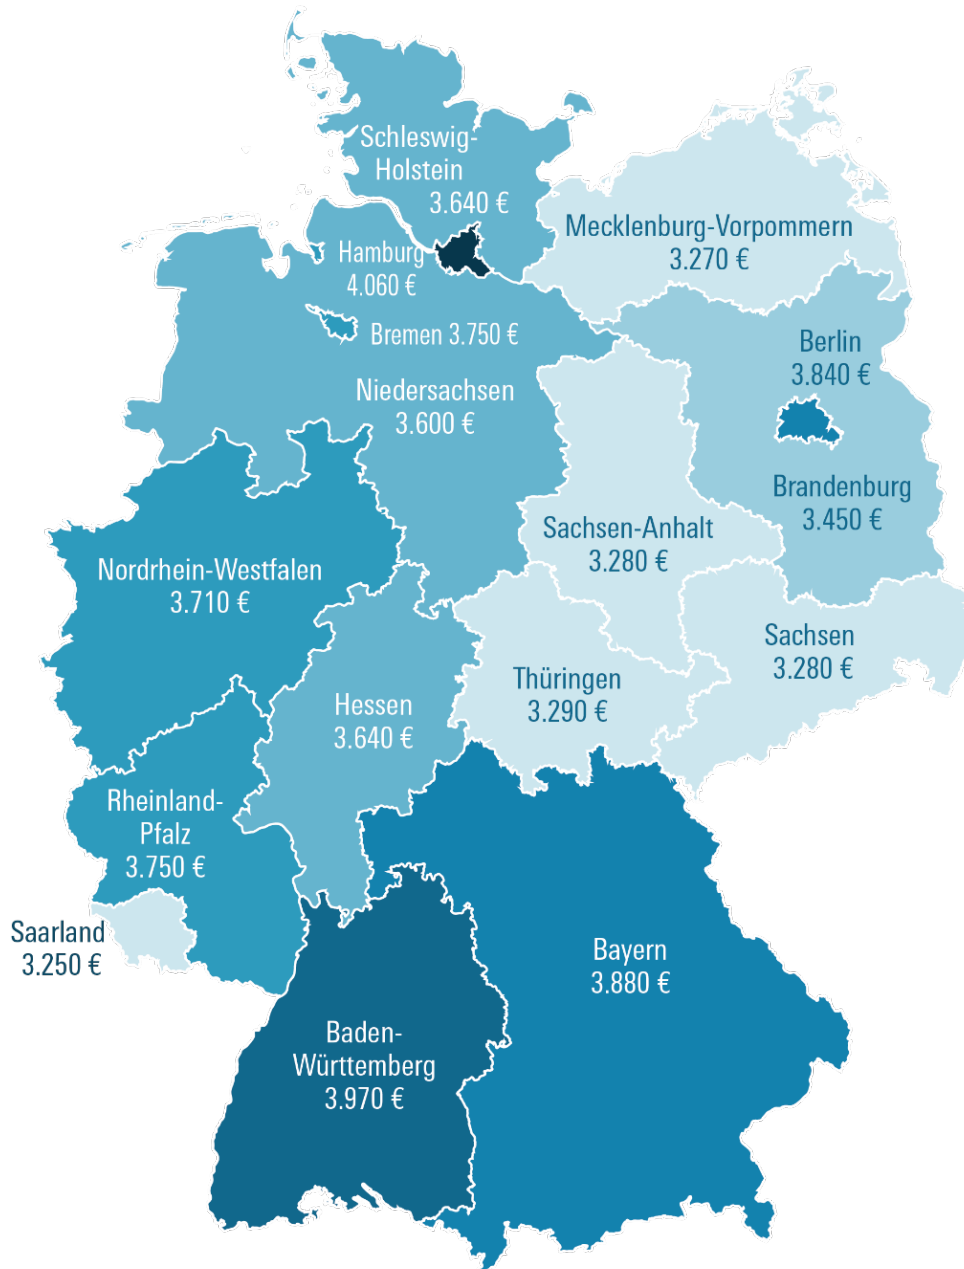 Schleswig-
Holstein
3.640 €
Mecklenburg-Vorpommern
3.270 €
Hamburg
4.060 €
Bremen 3.750 €
Berlin
3.840 €
Niedersachsen
3.600 €
Brandenburg
3.450 €
Sachsen-Anhalt
3.280 €
Nordrhein-Westfalen
3.710 €
Sachsen
3.280 €
Thüringen
3.290 €
Hessen
3.640 €
Rheinland-
Pfalz
3.750 €
Saarland
3.250 €
Bayern
3.880 €
Baden-
Württemberg
3.970 €